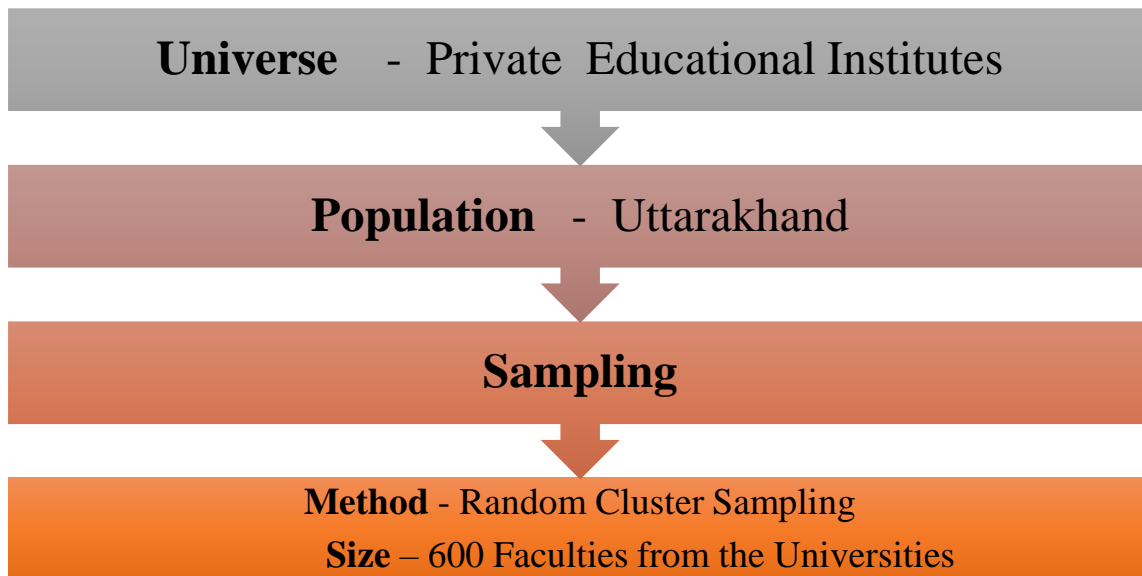 Universe - Private Educational Institutes
Population - Uttarakhand
Sampling
Method - Random Cluster Sampling
Size – 600 Faculties from the Universities